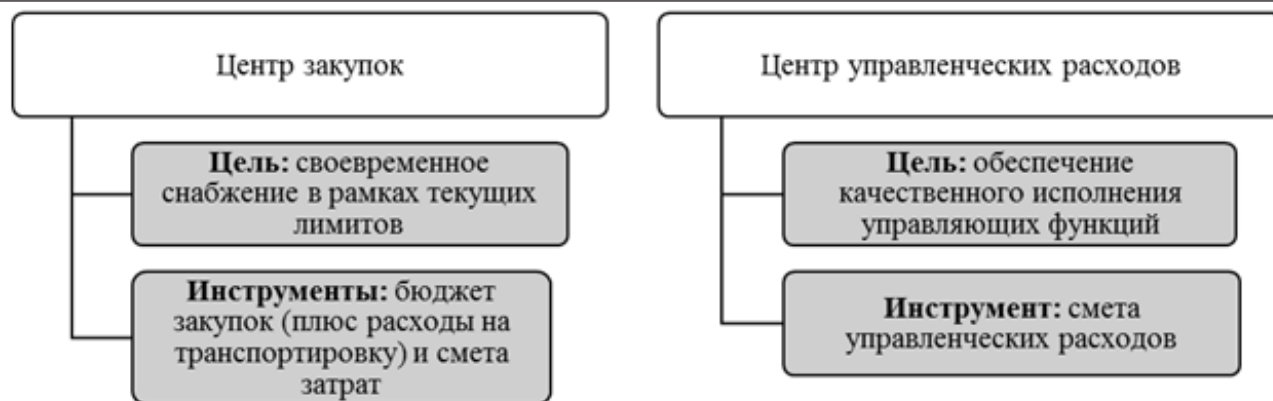 Центр закупок
Цель: своевременное
снабжение в рамках текущих
лимитов
Инструменты: бюджет
закупок (плюс расходы на
транспортировку) и смета
затрат
Центр управленческих расходов
Цель: обеспечение
качественного исполнения
управляющих функций
Инструмент: смета
управленческих расходов